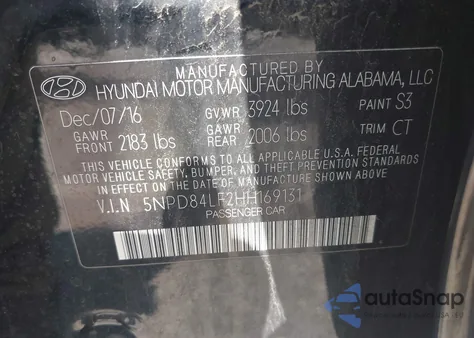 MANUFACTURED BY
HYUNDAI MOTOR MANUFACTURING ALABAMA, LLC
Dec/07/16 GVWR 3924 lbs PAINT S3
GAWR FRONT 2183 lbs GAWR REAR 2006 lbs TRIM CT
THIS VEHICLE CONFORMS TO ALL APPLICABLE U.S.A. FEDERAL
MOTOR VEHICLE SAFETY, BUMPER, AND THEFT PREVENTION STANDARDS
IN EFFECT ON THE DATE OF MANUFACTURE SHOWN ABOVE.
V.I.N 5NPD84LF2HH169131
PASSENGER CAR
autoSnap